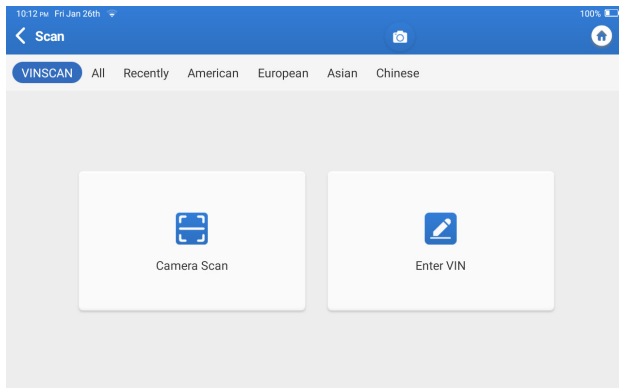 10:12 PM Fri Jan 26th 100%
Scan
VINSCAN All Recently American European Asian Chinese
Camera Scan Enter VIN